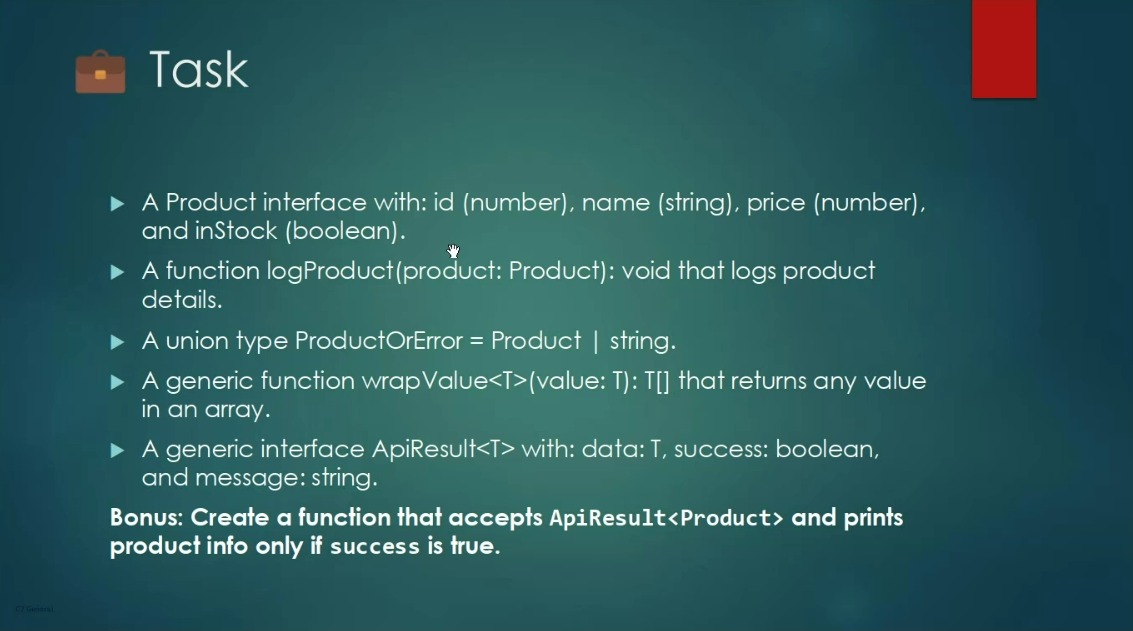 Task
A Product interface with: id (number), name (string), price (number),
and inStock (boolean).
A function logProduct(product: Product): void that logs product
details.
A union type ProductOrError = Product | string.
A generic function wrapValue<T>(value: T): T[] that returns any value
in an array.
A generic interface ApiResult<T> with: data: T, success: boolean,
and message: string.
Bonus: Create a function that accepts ApiResult<Product> and prints
product info only if success is true.